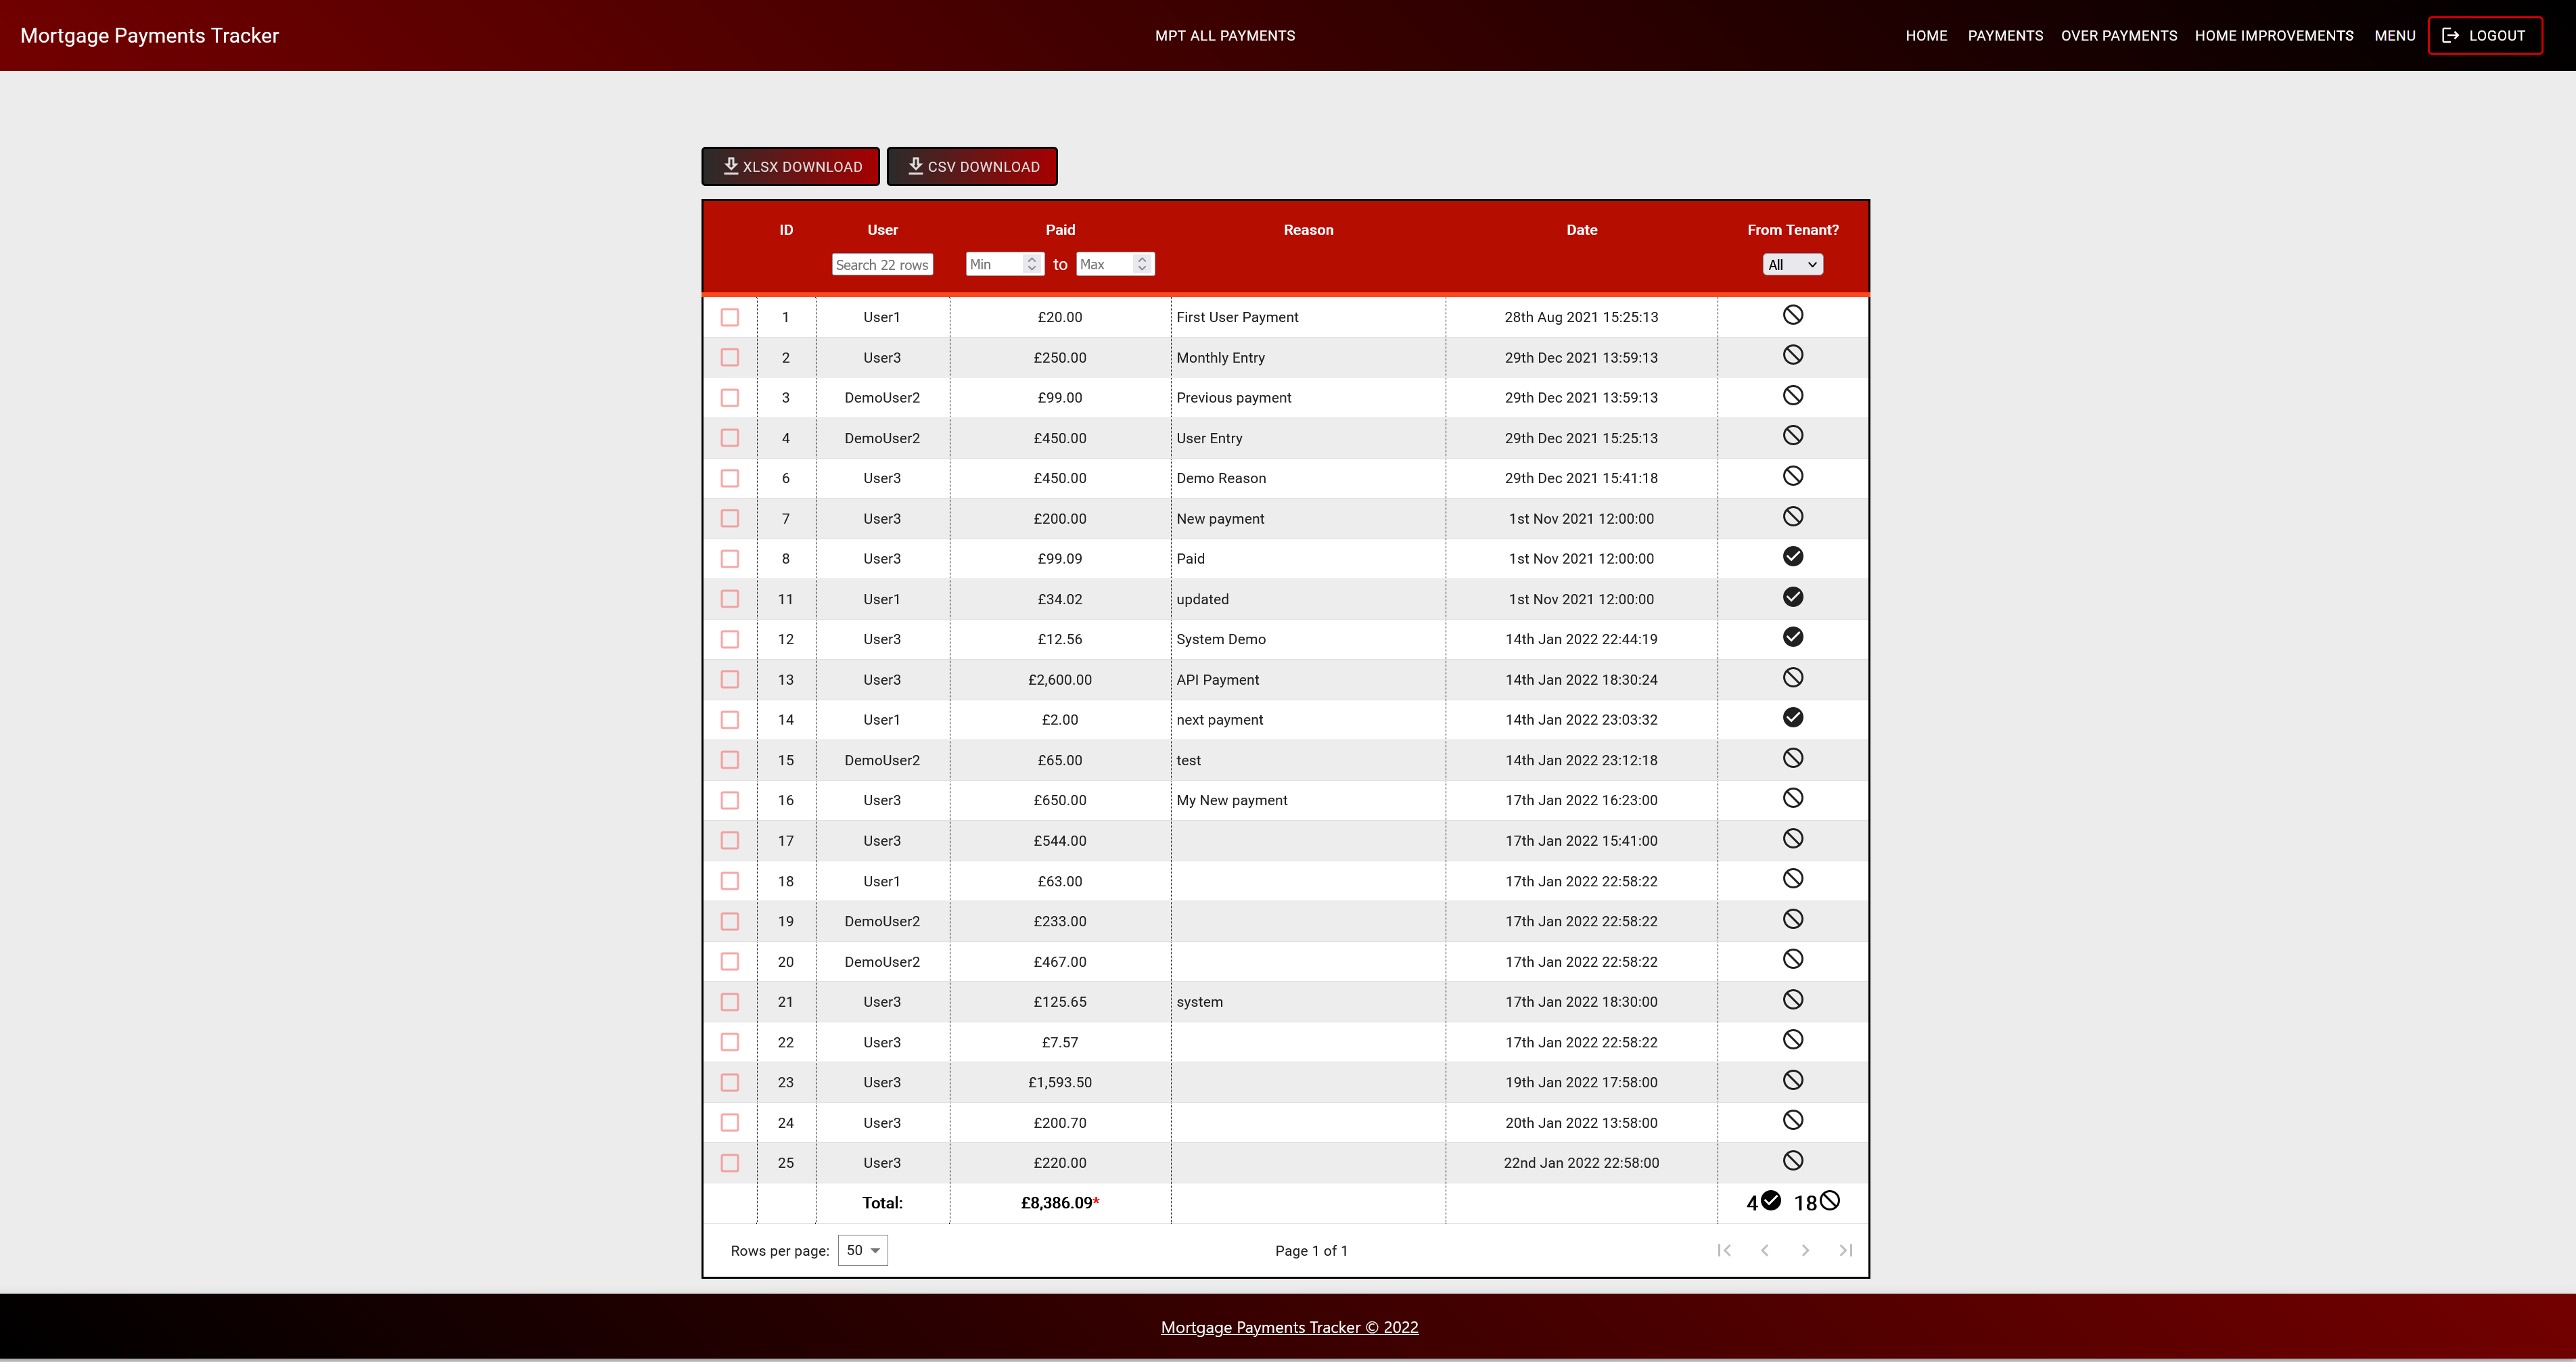 Mortgage Payments Tracker MPT ALL PAYMENTS HOME PAYMENTS OVER PAYMENTS HOME IMPROVEMENTS MENU LOGOUT
XLSX DOWNLOAD CSV DOWNLOAD
ID User Paid Reason Date From Tenant?
Search 22 rows Min to Max All
1 User1 £20.00 First User Payment 28th Aug 2021 15:25:13
2 User3 £250.00 Monthly Entry 29th Dec 2021 13:59:13
3 DemoUser2 £99.00 Previous payment 29th Dec 2021 13:59:13
4 DemoUser2 £450.00 User Entry 29th Dec 2021 15:25:13
6 User3 £450.00 Demo Reason 29th Dec 2021 15:41:18
7 User3 £200.00 New payment 1st Nov 2021 12:00:00
8 User3 £99.09 Paid 1st Nov 2021 12:00:00
11 User1 £34.02 updated 1st Nov 2021 12:00:00
12 User3 £12.56 System Demo 14th Jan 2022 22:44:19
13 User3 £2,600.00 API Payment 14th Jan 2022 18:30:24
14 User1 £2.00 next payment 14th Jan 2022 23:03:32
15 DemoUser2 £65.00 test 14th Jan 2022 23:12:18
16 User3 £650.00 My New payment 17th Jan 2022 16:23:00
17 User3 £544.00 17th Jan 2022 15:41:00
18 User1 £63.00 17th Jan 2022 22:58:22
19 DemoUser2 £233.00 17th Jan 2022 22:58:22
20 DemoUser2 £467.00 17th Jan 2022 22:58:22
21 User3 £125.65 system 17th Jan 2022 18:30:00
22 User3 £7.57 17th Jan 2022 22:58:22
23 User3 £1,593.50 19th Jan 2022 17:58:00
24 User3 £200.70 20th Jan 2022 13:58:00
25 User3 £220.00 22nd Jan 2022 22:58:00
Total: £8,386.09* 4 18
Rows per page: 50 Page 1 of 1
Mortgage Payments Tracker © 2022